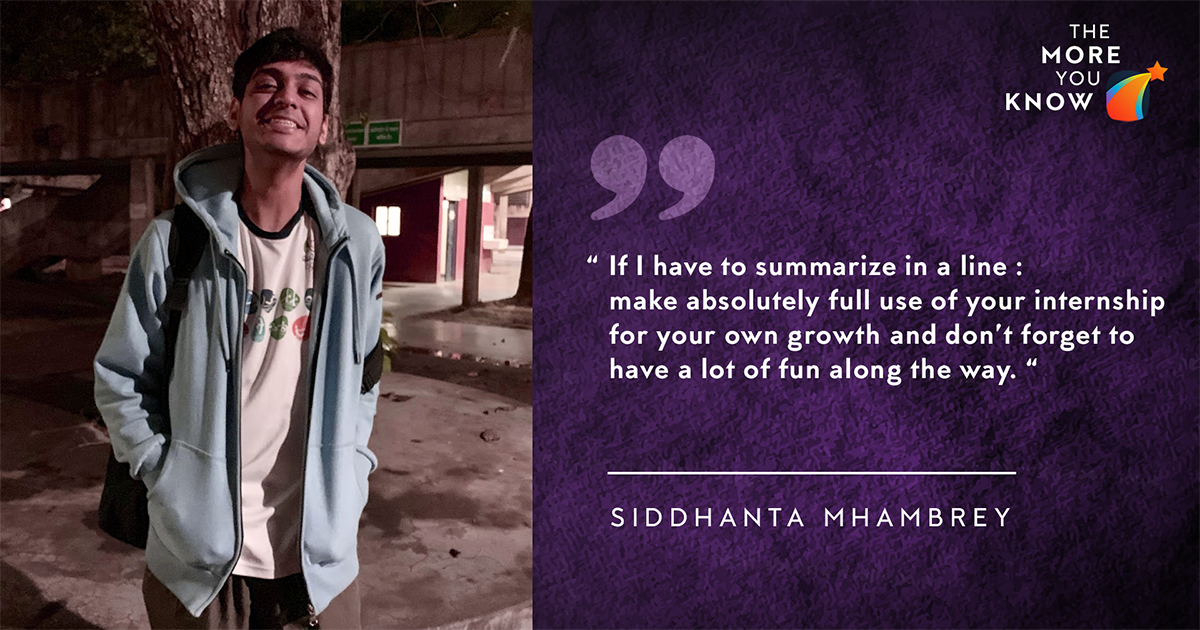 THE
MORE
YOU
KNOW
“ If I have to summarize in a line :
make absolutely full use of your internship
for your own growth and don't forget to
have a lot of fun along the way. “
SIDDHANTA MHAMBREY